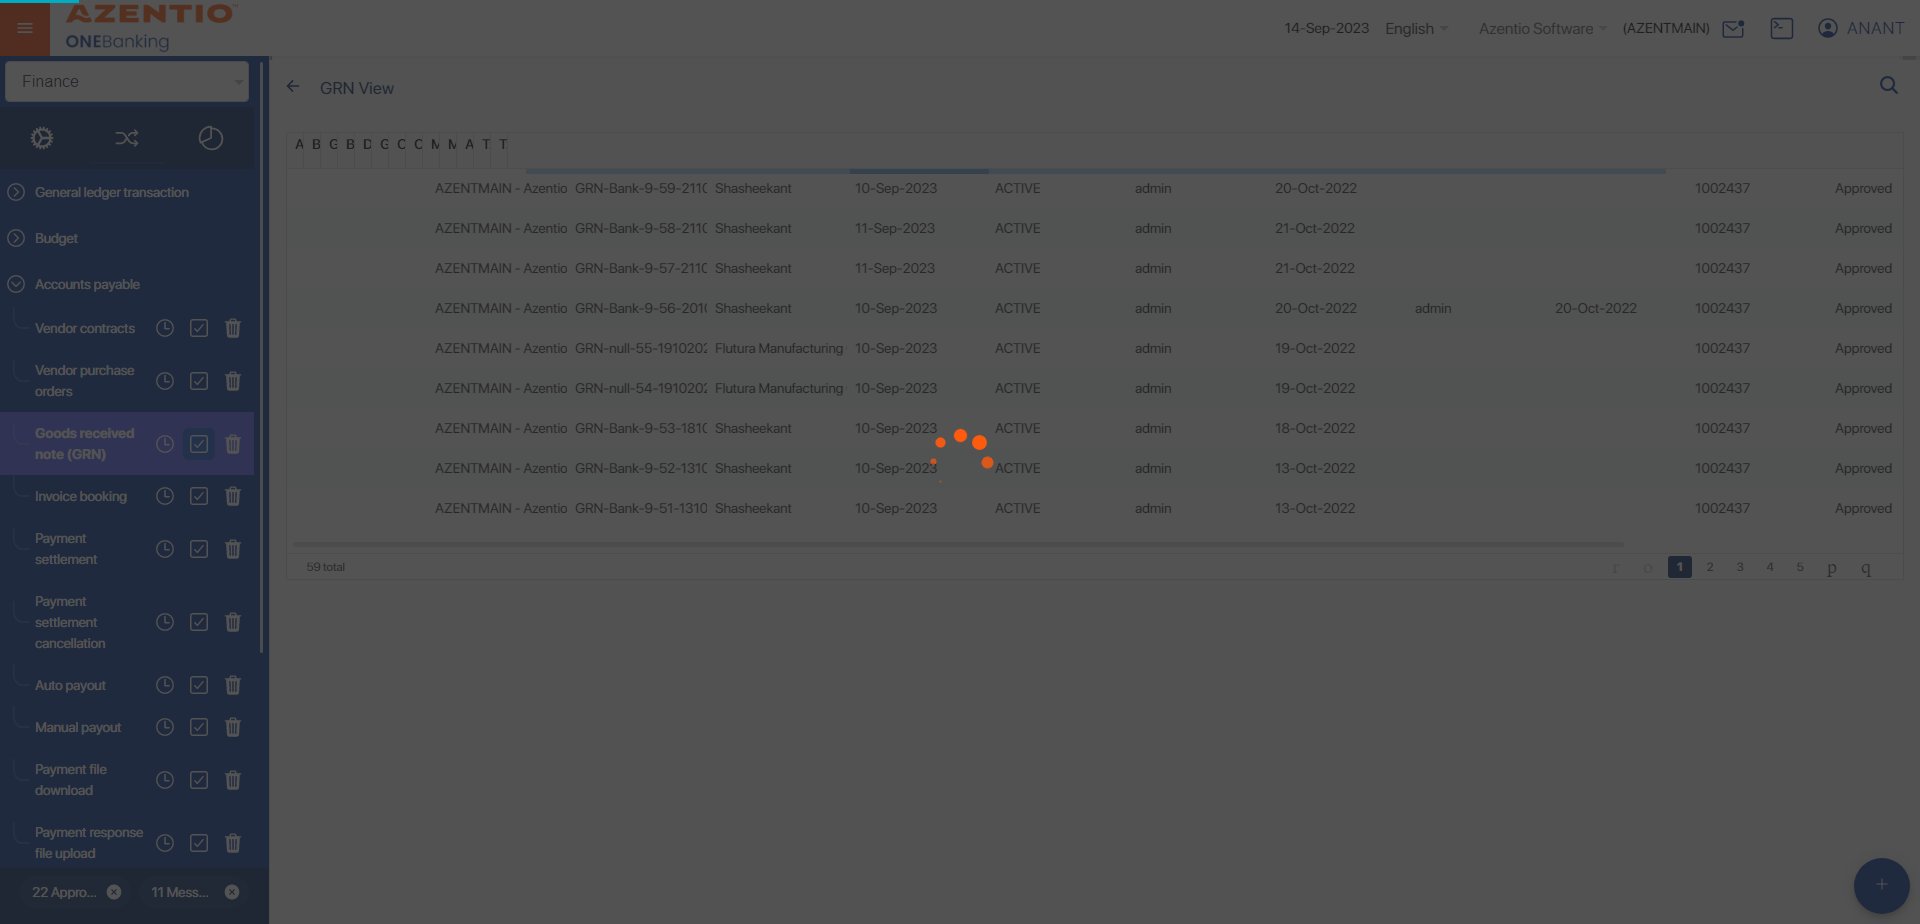 AZENTIO
ONEBanking
14-Sep-2023 English Azentio Software (AZENTMAIN) ANANT
Finance
GRN View
General ledger transaction
Budget
Accounts payable
Vendor contracts
Vendor purchase
orders
Goods received
note (GRN)
Invoice booking
Payment
settlement
Payment
settlement
cancellation
Auto payout
Manual payout
Payment file
download
Payment response
file upload
22 Appro... 11 Mess...
A B G B D G C C M M A T T
AZENTMAIN - Azentio GRN-Bank-9-59-211 Shasheekant 10-Sep-2023 ACTIVE admin 20-Oct-2022 1002437 Approved
AZENTMAIN - Azentio GRN-Bank-9-58-211 Shasheekant 11-Sep-2023 ACTIVE admin 21-Oct-2022 1002437 Approved
AZENTMAIN - Azentio GRN-Bank-9-57-211 Shasheekant 11-Sep-2023 ACTIVE admin 21-Oct-2022 1002437 Approved
AZENTMAIN - Azentio GRN-Bank-9-56-201 Shasheekant 10-Sep-2023 ACTIVE admin 20-Oct-2022 admin 20-Oct-2022 1002437 Approved
AZENTMAIN - Azentio GRN-null-55-191020 Flutura Manufacturing 10-Sep-2023 ACTIVE admin 19-Oct-2022 1002437 Approved
AZENTMAIN - Azentio GRN-null-54-191020 Flutura Manufacturing 10-Sep-2023 ACTIVE admin 19-Oct-2022 1002437 Approved
AZENTMAIN - Azentio GRN-Bank-9-53-181 Shasheekant 10-Sep-2023 ACTIVE admin 18-Oct-2022 1002437 Approved
AZENTMAIN - Azentio GRN-Bank-9-52-131 Shasheekant 10-Sep-2023 ACTIVE admin 13-Oct-2022 1002437 Approved
AZENTMAIN - Azentio GRN-Bank-9-51-131 Shasheekant 10-Sep-2023 ACTIVE admin 13-Oct-2022 1002437 Approved
59 total r o 1 2 3 4 5 p q